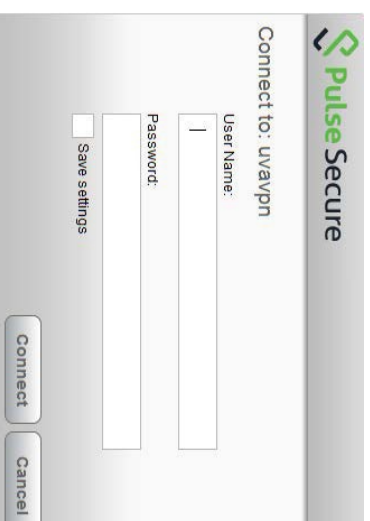 Pulse Secure
Connect to: uvavpn
User Name:
Password:
Save settings
Connect Cancel